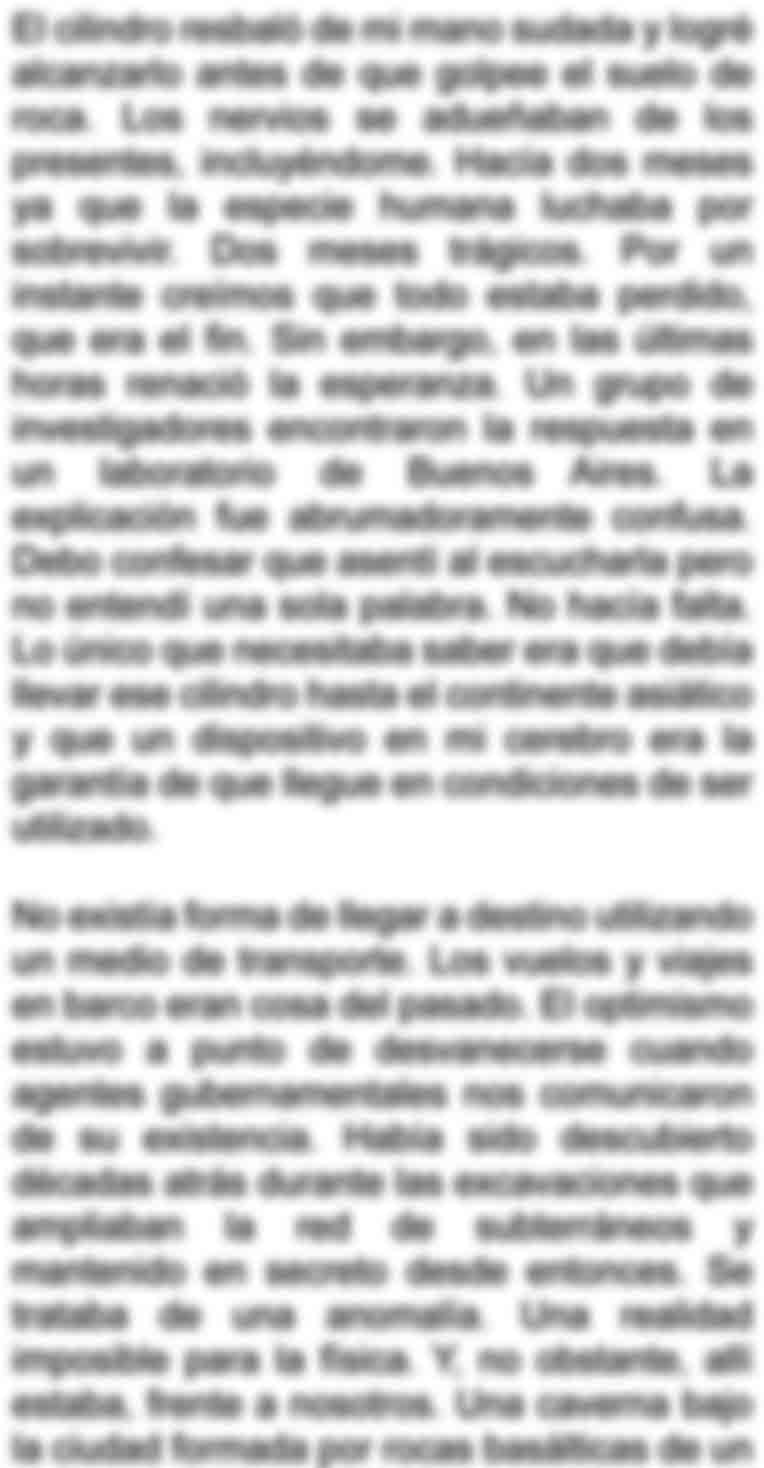 El cilindro resbaló de mi mano sudada y logré
alcanzarlo antes de que golpee el suelo de
roca. Los nervios se adueñaban de los
presentes, incluyéndome. Hacía dos meses
ya que la especie humana luchaba por
sobrevivir. Dos meses trágicos. Por un
instante creímos que todo estaba perdido,
que era el fin. Sin embargo, en las últimas
horas renació la esperanza. Un grupo de
investigadores encontraron la respuesta en
un laboratorio de Buenos Aires. La
explicación fue abrumadoramente confusa.
Debo confesar que asentí al escucharla pero
no entendí una sola palabra. No hacía falta.
Lo único que necesitaba saber era que debía
llevar ese cilindro hasta el continente asiático
y que un dispositivo en mi cerebro era la
garantía de que llegue en condiciones de ser
utilizado.
No existía forma de llegar a destino utilizando
un medio de transporte. Los vuelos y viajes
en barco eran cosa del pasado. El optimismo
estuvo a punto de desvanecerse cuando
agentes gubernamentales nos comunicaron
de su existencia. Había sido descubierto
décadas atrás durante las excavaciones que
ampliaban la red de subterráneos y
mantenido en secreto desde entonces. Se
trataba de una anomalía. Una realidad
imposible para la física. Y, no obstante, allí
estaba, frente a nosotros. Una caverna bajo
la ciudad formada por rocas basálticas de un